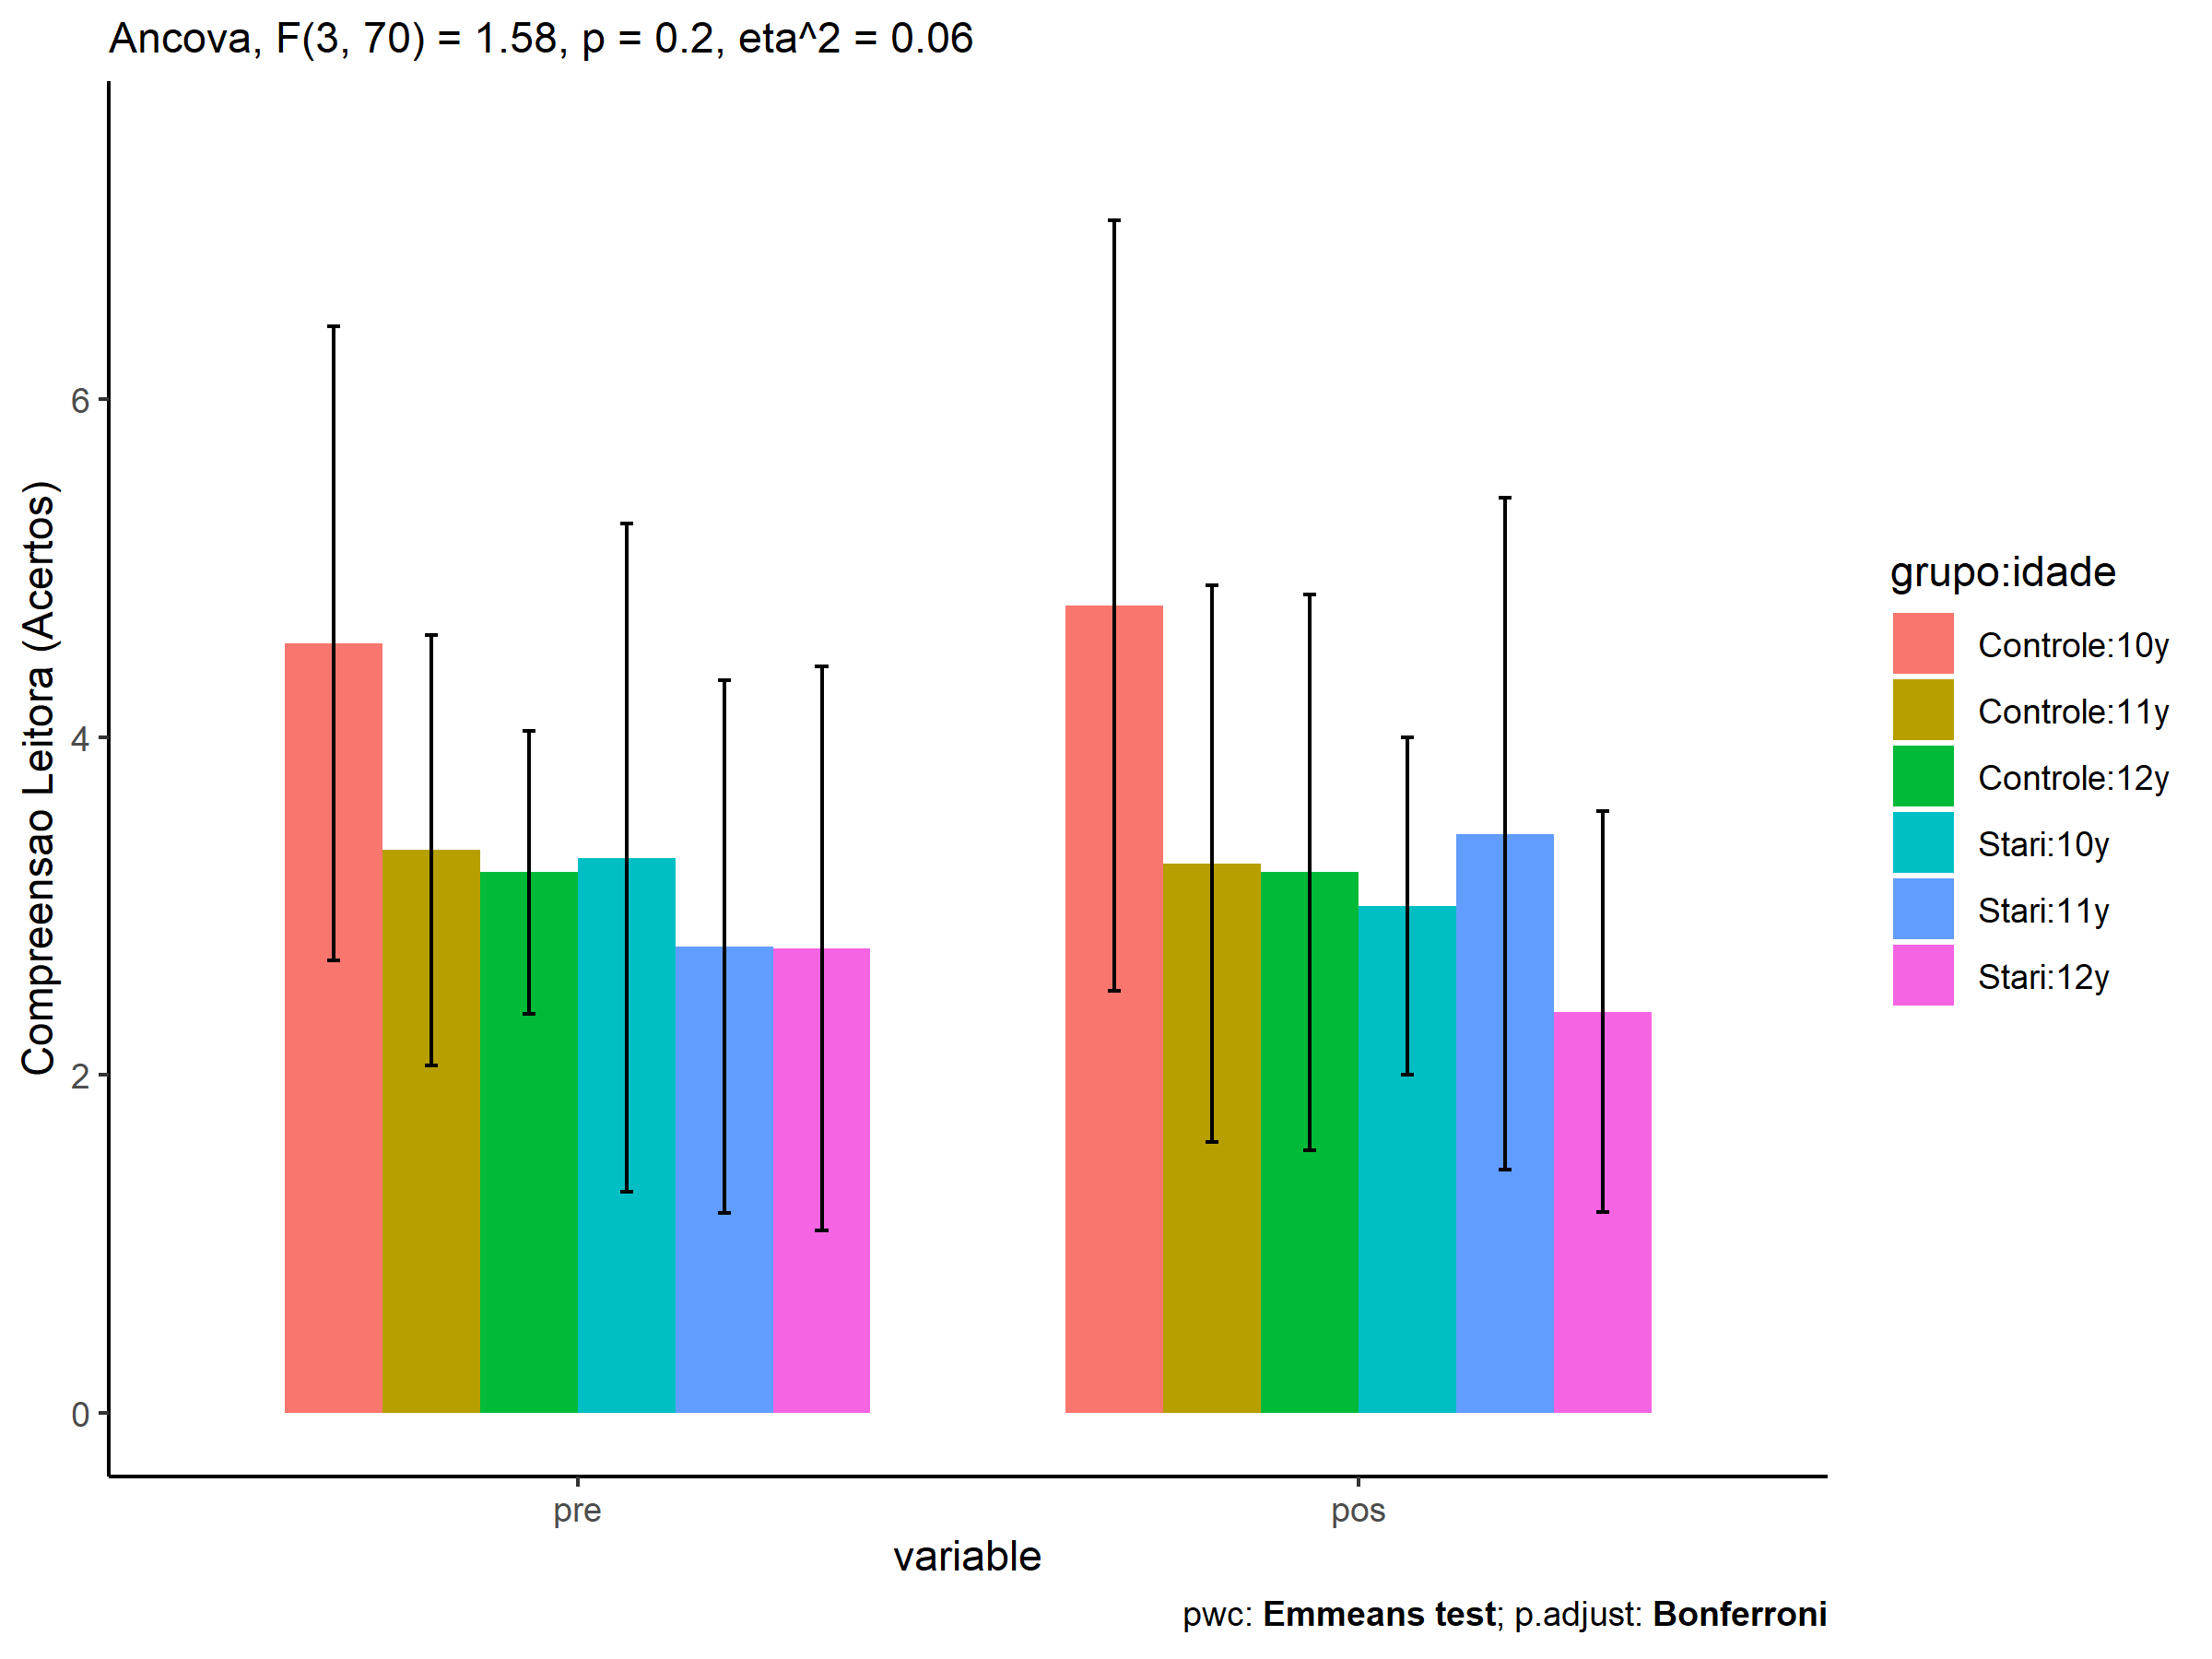 Ancova, F(3, 70) = 1.58, p = 0.2, eta^2 = 0.06
Compreensao Leitora (Acertos)
6
4
2
0
pre
pos
variable
grupo:idade
Controle:10y
Controle:11y
Controle:12y
Stari:10y
Stari:11y
Stari:12y
pwc: Emmeans test; p.adjust: Bonferroni